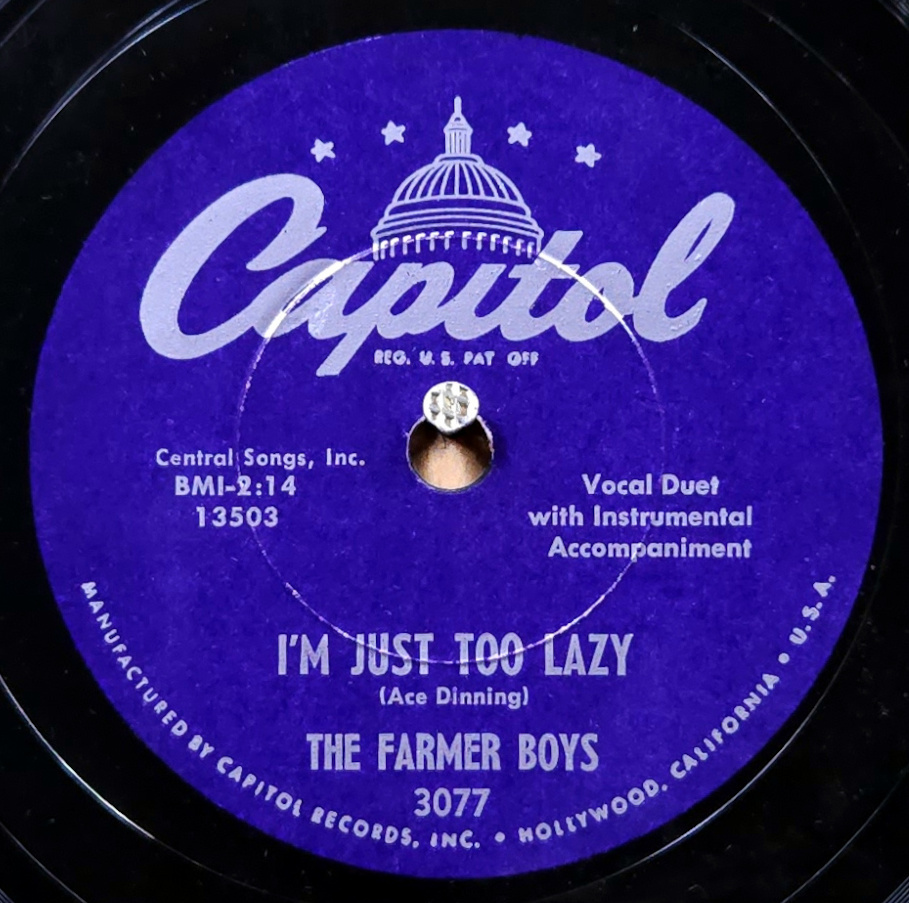 Capitol
REG. U. S. PAT OFF
Central Songs, Inc.
BMI-2:14
13503
Vocal Duet
with Instrumental
Accompaniment
I'M JUST TOO LAZY
(Ace Dinning)
THE FARMER BOYS
3077
MANUFACTURED BY CAPITOL RECORDS, INC. • HOLLYWOOD, CALIFORNIA • U. S. A.